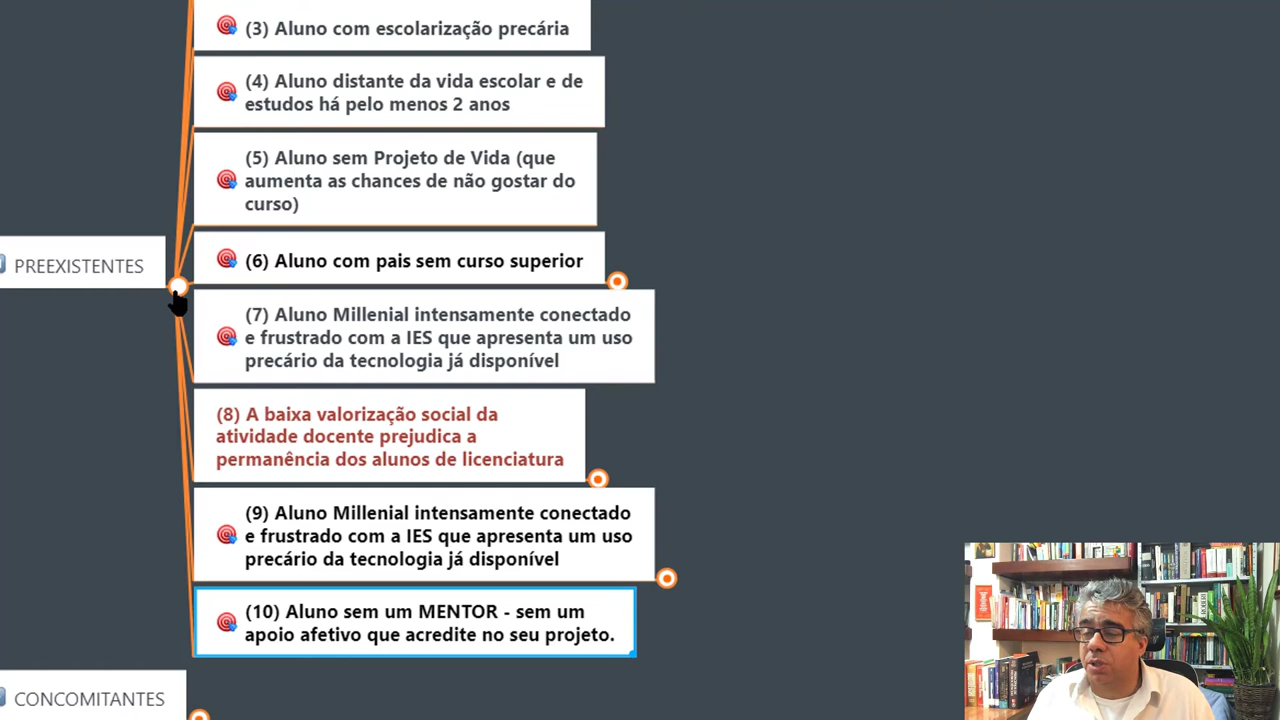 (3) Aluno com escolarização precária
(4) Aluno distante da vida escolar e de
estudos há pelo menos 2 anos
(5) Aluno sem Projeto de Vida (que
aumenta as chances de não gostar do
curso)
PREEXISTENTES
(6) Aluno com pais sem curso superior
(7) Aluno Millenial intensamente conectado
e frustrado com a IES que apresenta um uso
precário da tecnologia já disponível
(8) A baixa valorização social da
atividade docente prejudica a
permanência dos alunos de licenciatura
(9) Aluno Millenial intensamente conectado
e frustrado com a IES que apresenta um uso
precário da tecnologia já disponível
(10) Aluno sem um MENTOR - sem um
apoio afetivo que acredite no seu projeto.
CONCOMITANTES